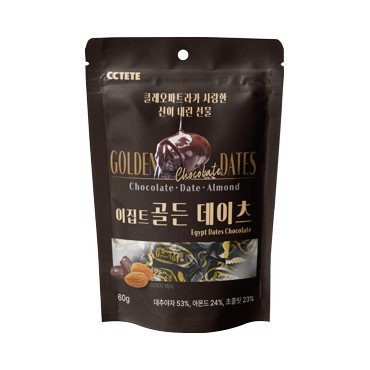 CCTETE
클레오파트라가 사랑한
신이 내린 선물
GOLDEN DATES
Chocobate
Chocolate · Date · Almond
이집트 골든 데이츠
Egypt Dates Chocolate
60g
대추야자 53%, 아몬드 24%, 초콜릿 23%